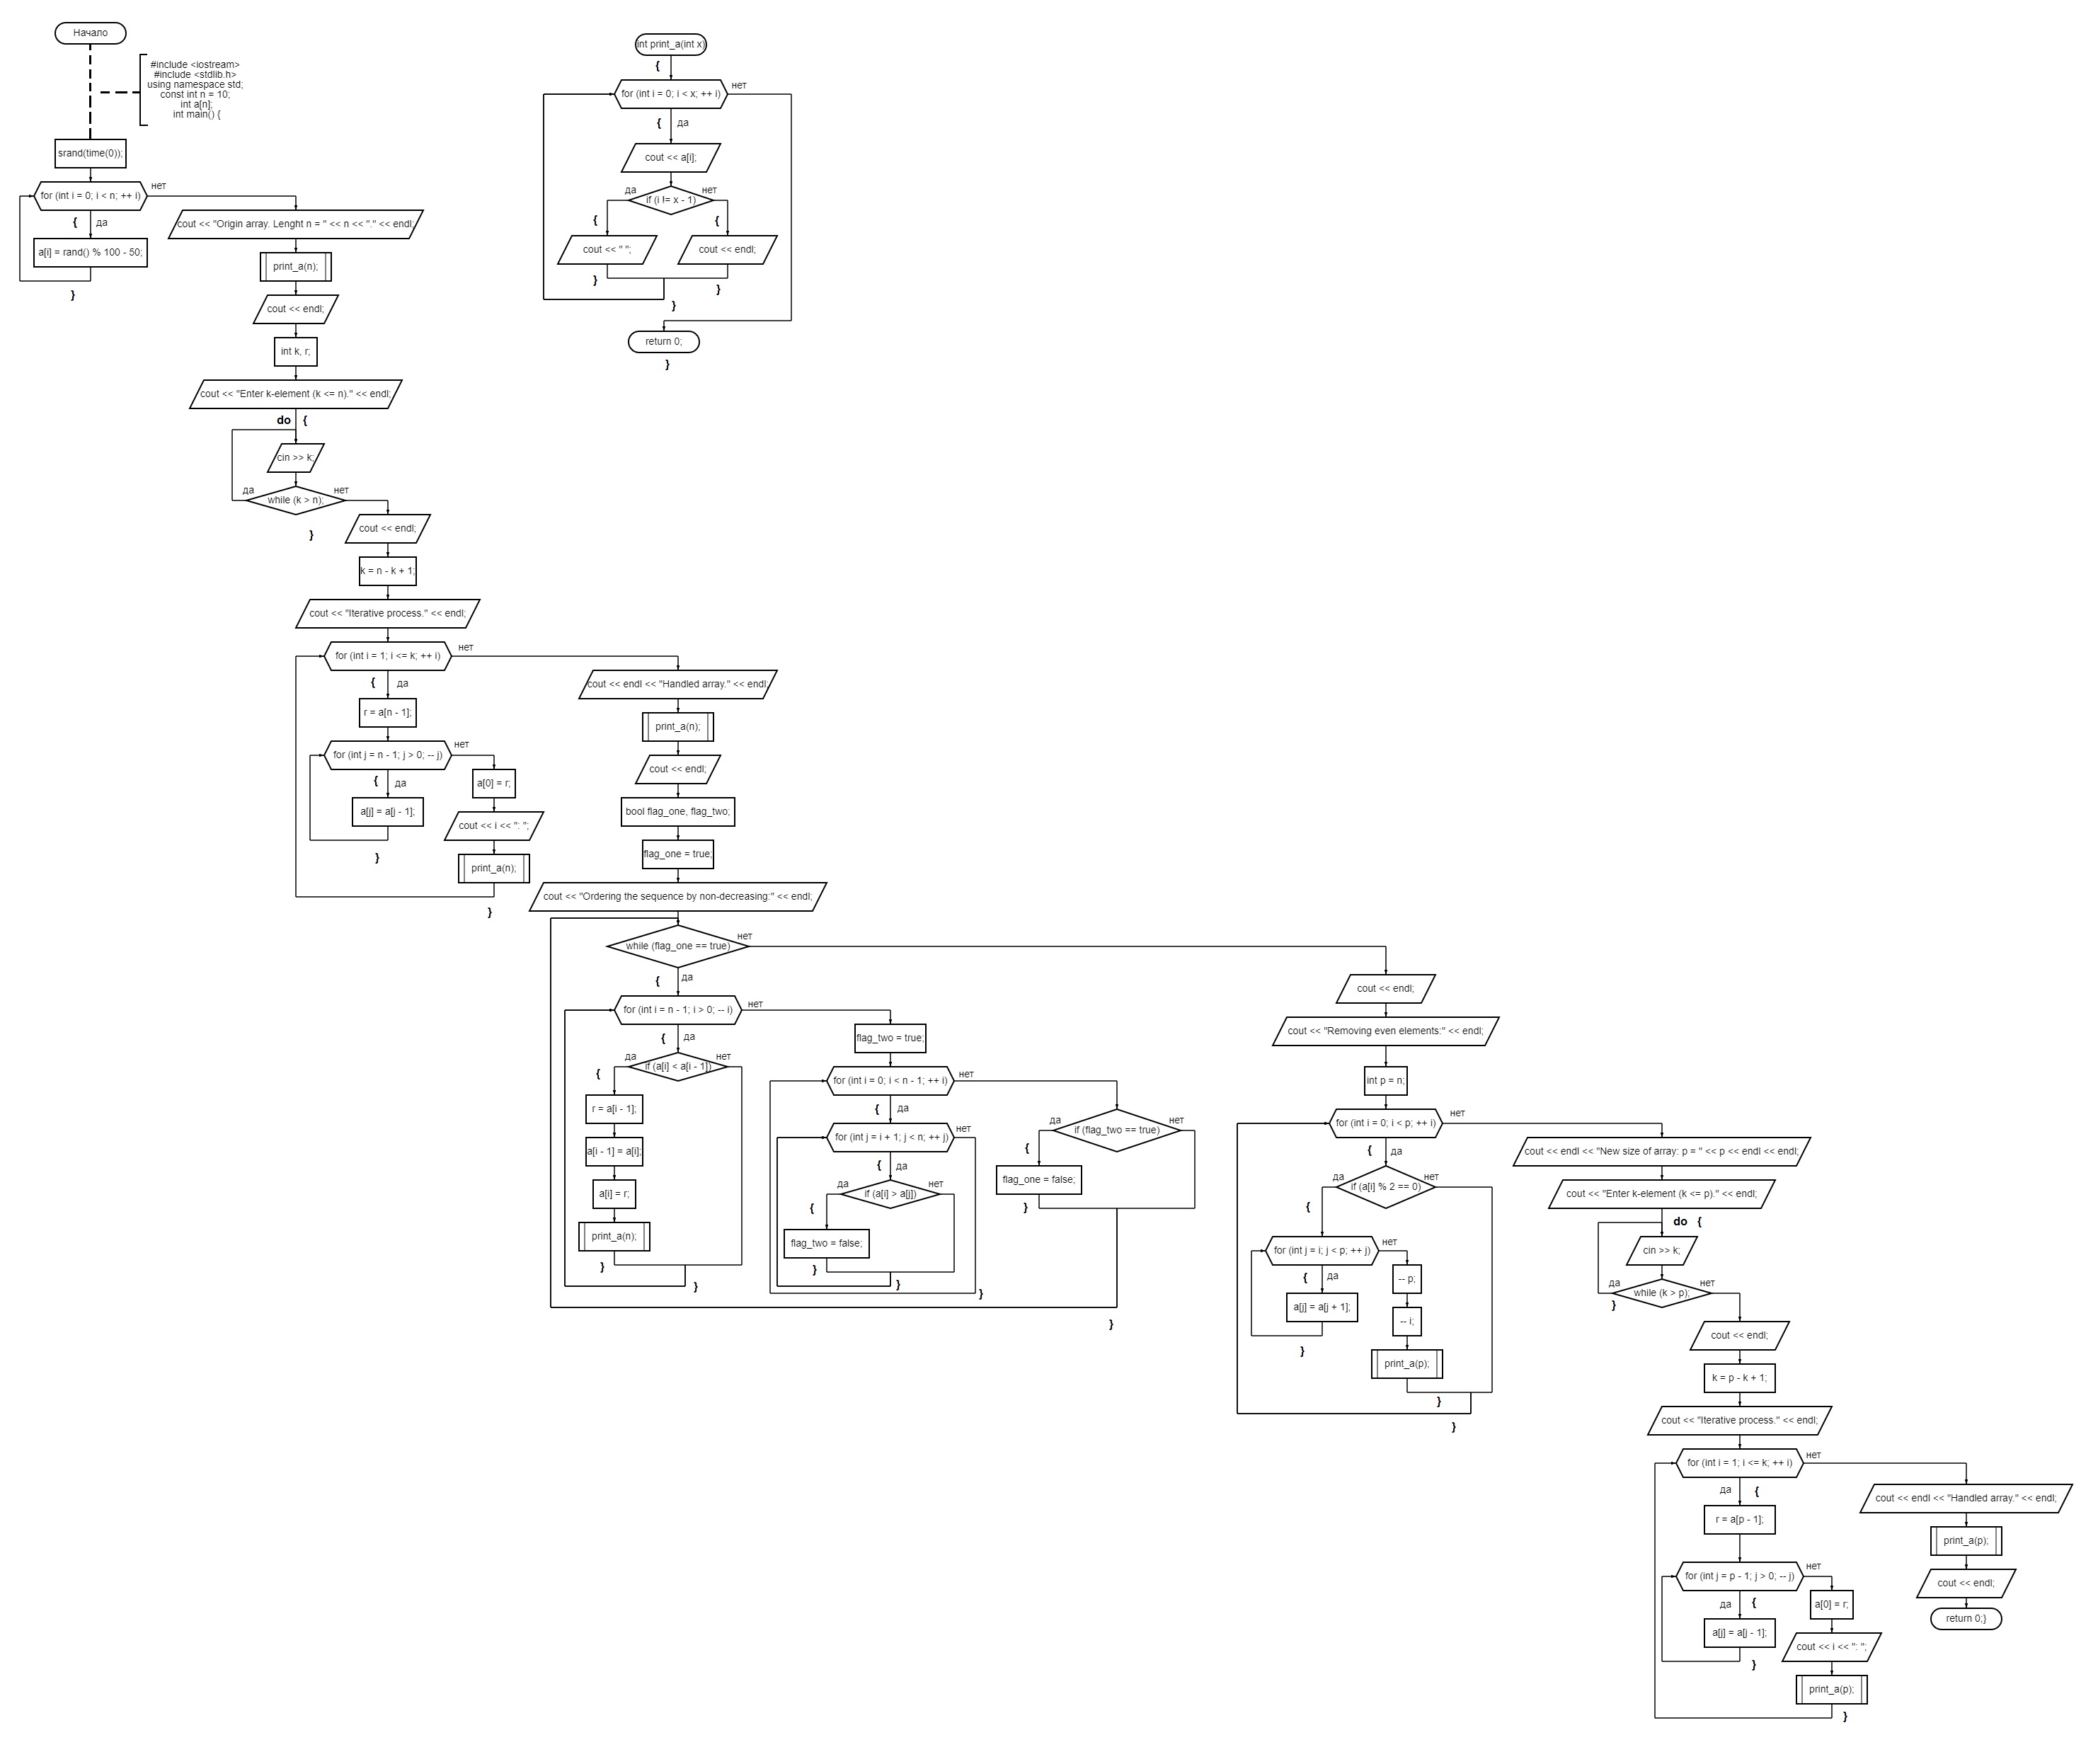 Начало
#include <iostream>
#include <stdlib.h>
using namespace std;
const int n = 10;
int a[n];
int main() {
srand(time(0));
for (int i = 0; i < n; ++ i)
нет
{
да
a[i] = rand() % 100 - 50;
}
cout << "Origin array. Lenght n = " << n << "." << endl;
print_a(n);
cout << endl;
int k, r;
cout << "Enter k-element (k <= n)." << endl;
do {
cin >> k;
да
нет
while (k > n);
}
cout << endl;
k = n - k + 1;
cout << "Iterative process." << endl;
for (int i = 1; i <= k; ++ i)
нет
{
да
r = a[n - 1];
for (int j = n - 1; j > 0; -- j)
нет
{
да
a[j] = a[j - 1];
}
a[0] = r;
cout << i << ": ";
print_a(n);
}
int print_a(int x)
{
for (int i = 0; i < x; ++ i)
нет
{
да
cout << a[i];
да
нет
if (i != x - 1)
{
{
cout << " ";
cout << endl;
}
}
}
return 0;
}
cout << endl << "Handled array." << endl;
print_a(n);
cout << endl;
bool flag_one, flag_two;
flag_one = true;
cout << "Ordering the sequence by non-decreasing:" << endl;
while (flag_one == true)
нет
{
да
for (int i = n - 1; i > 0; -- i)
нет
{
да
да
нет
if (a[i] < a[i - 1])
{
r = a[i - 1];
a[i - 1] = a[i];
a[i] = r;
print_a(n);
}
}
flag_two = true;
for (int i = 0; i < n - 1; ++ i)
нет
{
да
for (int j = i + 1; j < n; ++ j)
нет
{
да
да
нет
if (a[i] > a[j])
{
flag_two = false;
}
}
}
да
нет
if (flag_two == true)
{
flag_one = false;
}
}
cout << endl;
cout << "Removing even elements:" << endl;
int p = n;
for (int i = 0; i < p; ++ i)
нет
{
да
да
нет
if (a[i] % 2 == 0)
{
for (int j = i; j < p; ++ j)
нет
{
да
a[j] = a[j + 1];
}
-- p;
-- i;
print_a(p);
}
}
cout << endl << "New size of array: p = " << p << endl << endl;
cout << "Enter k-element (k <= p)." << endl;
do {
cin >> k;
да
нет
while (k > p);
}
cout << endl;
k = p - k + 1;
cout << "Iterative process." << endl;
for (int i = 1; i <= k; ++ i)
нет
да
{
r = a[p - 1];
for (int j = p - 1; j > 0; -- j)
нет
да
{
a[j] = a[j - 1];
}
a[0] = r;
cout << i << ": ";
print_a(p);
}
cout << endl << "Handled array." << endl;
print_a(p);
cout << endl;
return 0;}